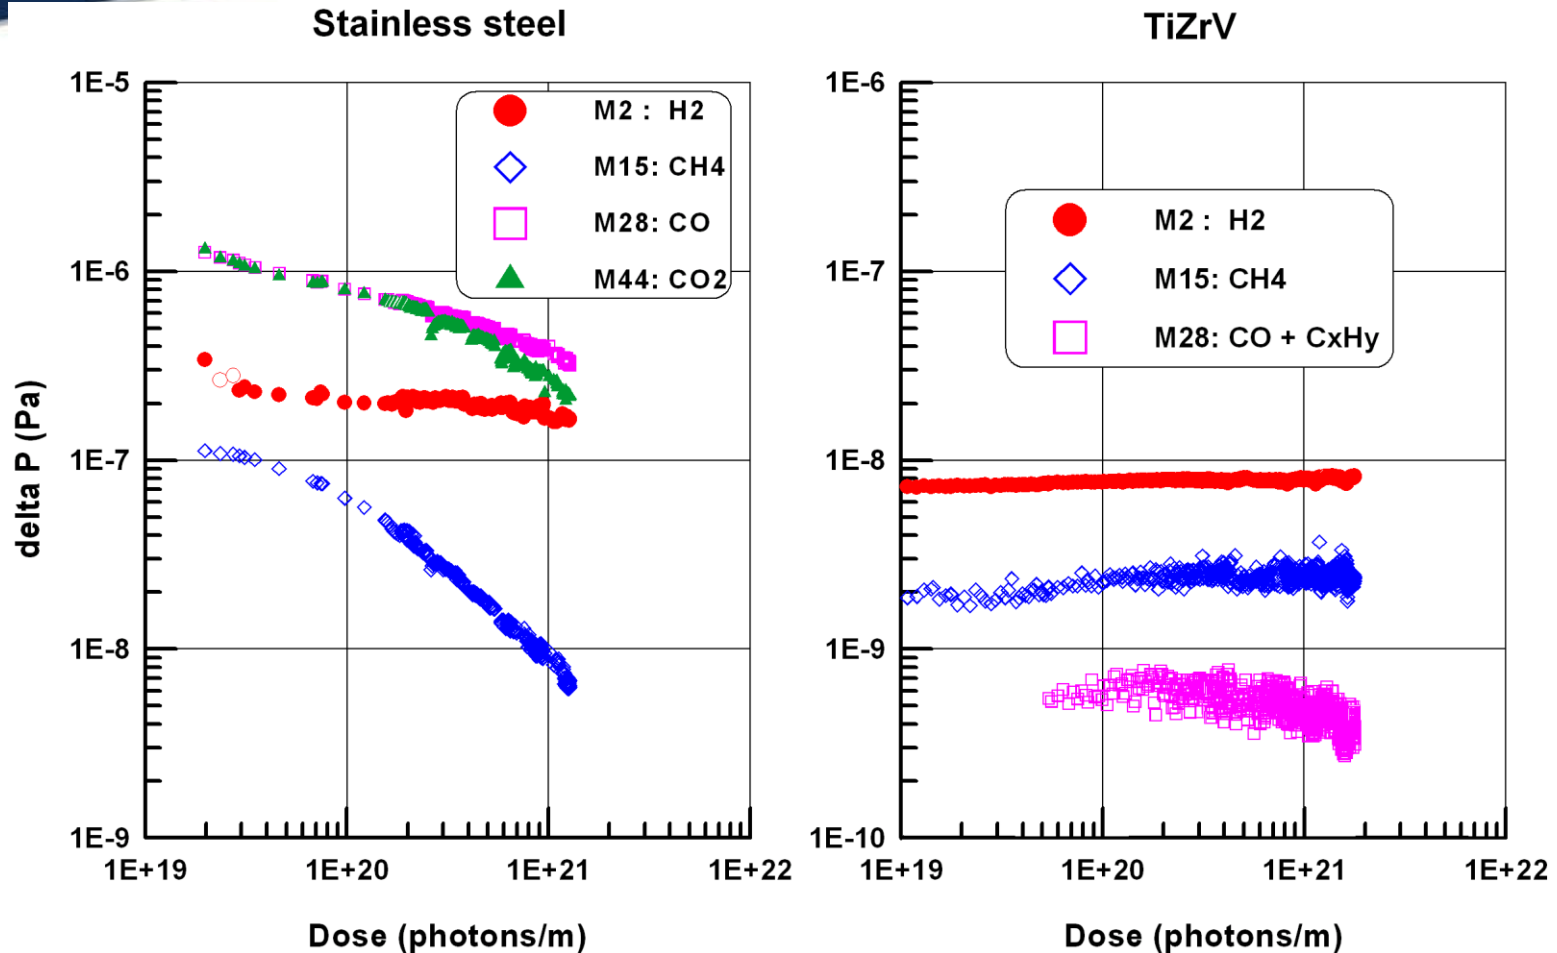 Stainless steel
1E-5
1E-6
1E-7
1E-8
1E-9
M2 : H2
M15: CH4
M28: CO
M44: CO2
1E+19
1E+20
1E+21
1E+22
Dose (photons/m)
delta P (Pa)
TiZrV
1E-6
1E-7
1E-8
1E-9
1E-10
M2 : H2
M15: CH4
M28: CO + CxHy
1E+19
1E+20
1E+21
1E+22
Dose (photons/m)